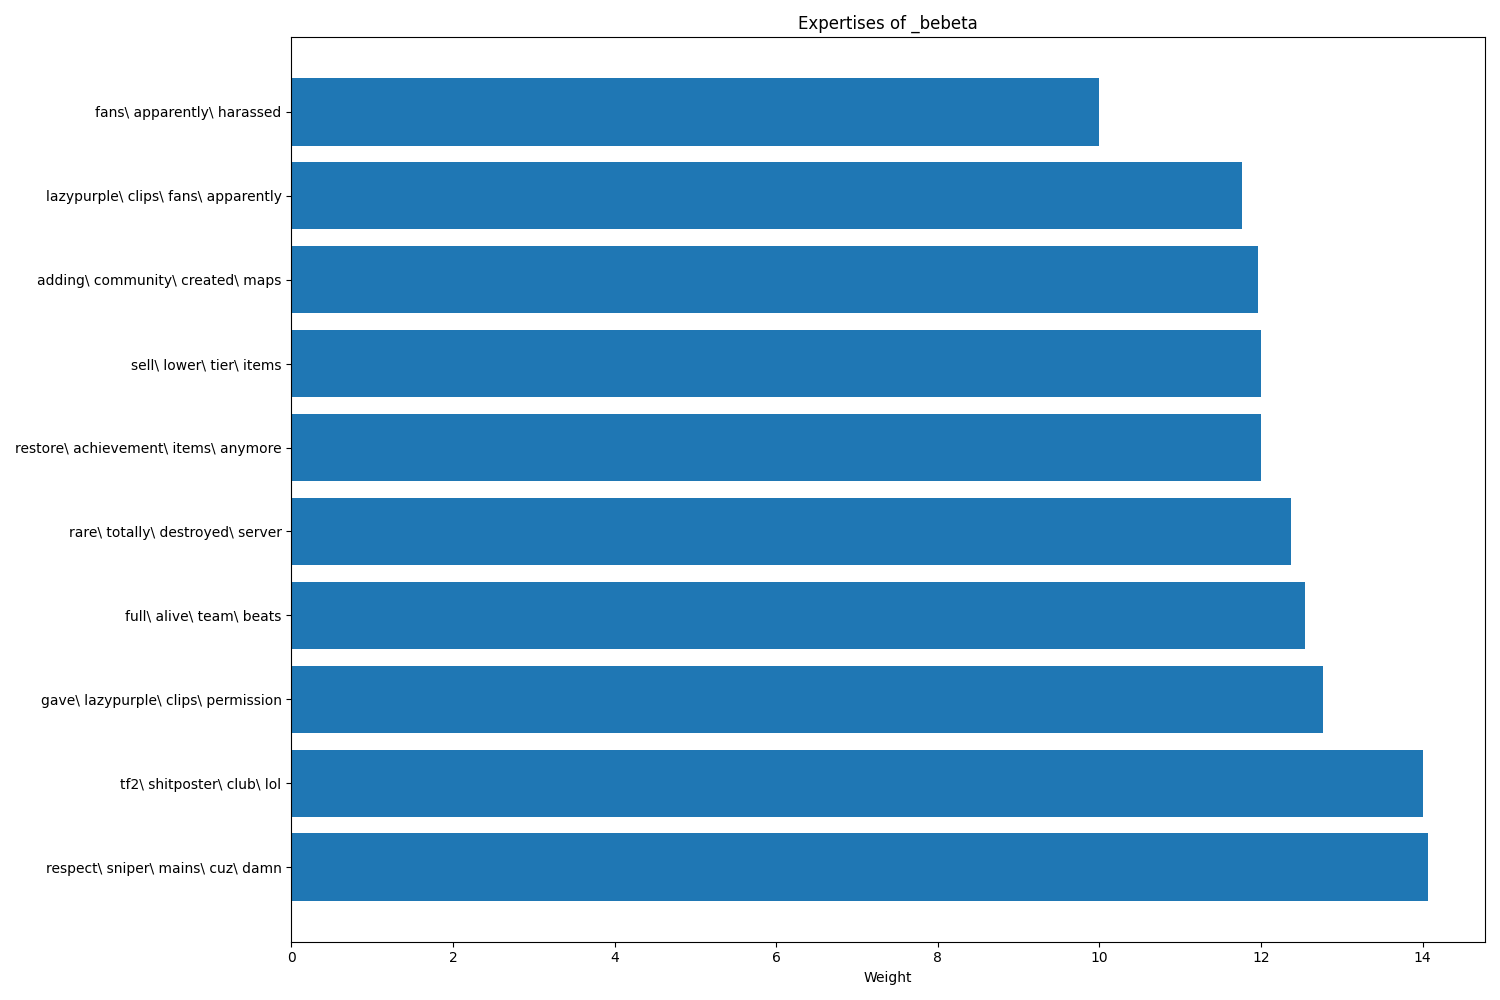 Expertises of _bebeta
fans\ apparently\ harassed
lazypurple\ clips\ fans\ apparently
adding\ community\ created\ maps
sell\ lower\ tier\ items
restore\ achievement\ items\ anymore
rare\ totally\ destroyed\ server
full\ alive\ team\ beats
gave\ lazypurple\ clips\ permission
tf2\ shitposter\ club\ lol
respect\ sniper\ mains\ cuz\ damn
0 2 4 6 8 10 12 14
Weight